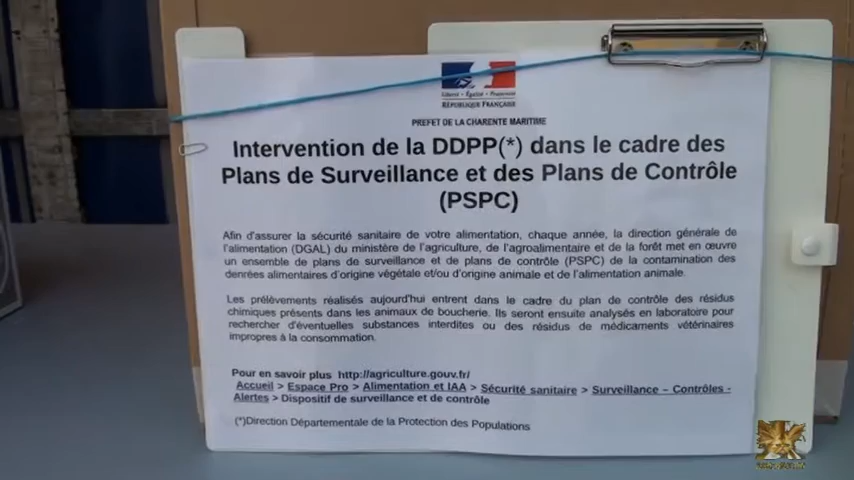 Liberté • Égalité • Fraternité
RÉPUBLIQUE FRANÇAISE
PREFET DE LA CHARENTE MARITIME
Intervention de la DDPP(*) dans le cadre des
Plans de Surveillance et des Plans de Contrôle
(PSPC)
Afin d'assurer la sécurité sanitaire de votre alimentation, chaque année, la direction générale de
l'alimentation (DGAL) du ministère de l'agriculture, de l'agroalimentaire et de la forêt met en œuvre
un ensemble de plans de surveillance et de plans de contrôle (PSPC) de la contamination des
denrées alimentaires d'origine végétale et/ou d'origine animale et de l'alimentation animale.
Les prélèvements réalisés aujourd'hui entrent dans le cadre du plan de contrôle des résidus
chimiques présents dans les animaux de boucherie. Ils seront ensuite analysés en laboratoire pour
rechercher d'éventuelles substances interdites ou des résidus de médicaments vétérinaires
impropres à la consommation.
Pour en savoir plus http://agriculture.gouv.fr/
Accueil > Espace Pro > Alimentation et IAA > Sécurité sanitaire > Surveillance – Contrôles -
Alertes > Dispositif de surveillance et de contrôle
(*)Direction Départementale de la Protection des Populations